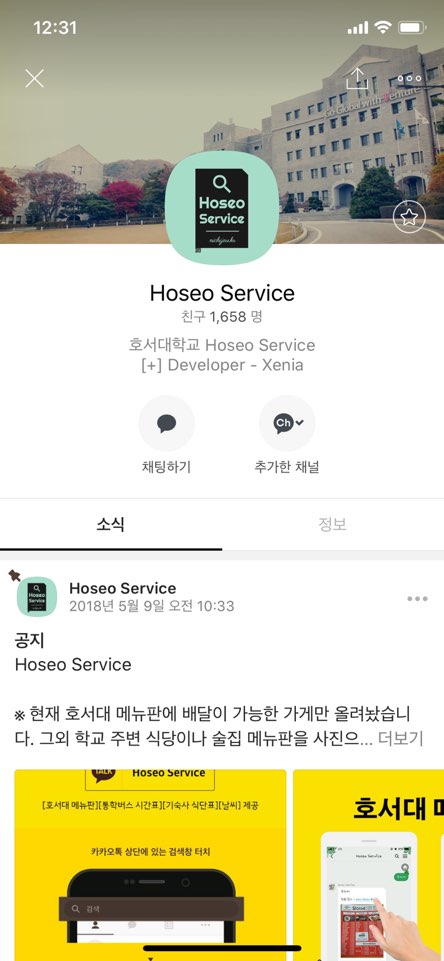 12:31
Go Global with Venture
Hoseo
Service
Hoseo Service
친구 1,658 명
호서대학교 Hoseo Service
[+] Developer - Xenia
Ch
채팅하기
추가한 채널
소식
정보
Hoseo
Service
Hoseo Service
2018년 5월 9일 오전 10:33
공지
Hoseo Service
※ 현재 호서대 메뉴판에 배달이 가능한 가게만 올려놨습니
다. 그외 학교 주변 식당이나 술집 메뉴판을 사진으... 더보기
TALK
Hoseo Service
[호서대 메뉴판][통학버스 시간표][기숙사 식단표][날씨] 제공
카카오톡 상단에 있는 검색창 터치
검색
호서대 메
Hoseo Service